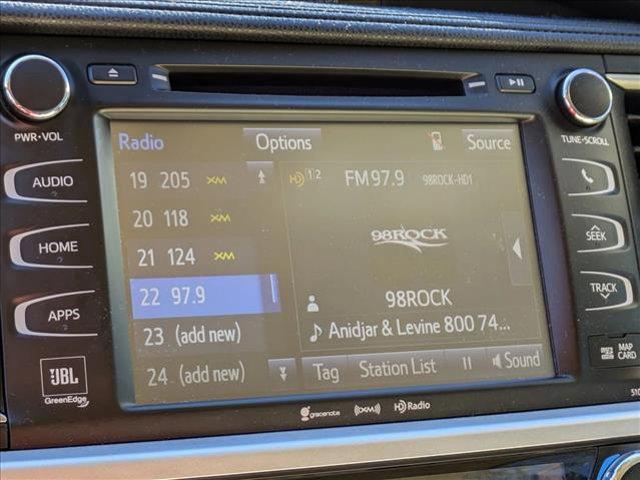 PWR•VOL
TUNE•SCROLL
AUDIO
HOME
APPS
JBL
GreenEdge
Radio
Options
Source
19 205 XM
20 118 XM
21 124 XM
22 97.9
23 (add new)
24 (add new)
HD 1 2 FM 97.9 98ROCK-HD1
98ROCK
98ROCK
Anidjar & Levine 800 74...
Tag
Station List
Sound
SEEK
TRACK
MAP
CARD
gracenote
((XM))
HD Radio
510